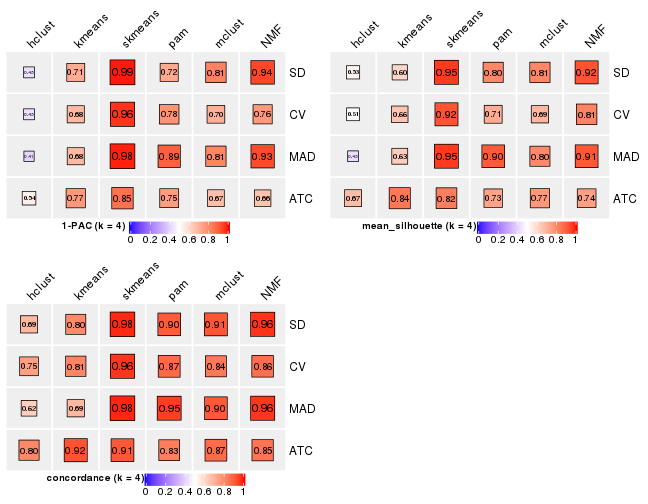 hclust kmeans skmeans pam mclust NMF
0.71 0.99 0.72 0.81 0.94 SD
0.68 0.96 0.78 0.70 0.76 CV
0.68 0.98 0.89 0.81 0.93 MAD
0.54 0.77 0.85 0.75 0.67 0.66 ATC
1-PAC (k = 4)
0 0.2 0.4 0.6 0.8 1
hclust kmeans skmeans pam mclust NMF
0.53 0.60 0.95 0.80 0.81 0.92 SD
0.51 0.66 0.92 0.71 0.69 0.81 CV
0.63 0.95 0.90 0.80 0.91 MAD
0.67 0.84 0.82 0.73 0.77 0.74 ATC
mean_silhouette (k = 4)
0 0.2 0.4 0.6 0.8 1
hclust kmeans skmeans pam mclust NMF
0.69 0.80 0.98 0.90 0.91 0.96 SD
0.75 0.81 0.96 0.87 0.84 0.86 CV
0.62 0.69 0.98 0.95 0.90 0.96 MAD
0.80 0.92 0.91 0.83 0.87 0.85 ATC
concordance (k = 4)
0 0.2 0.4 0.6 0.8 1